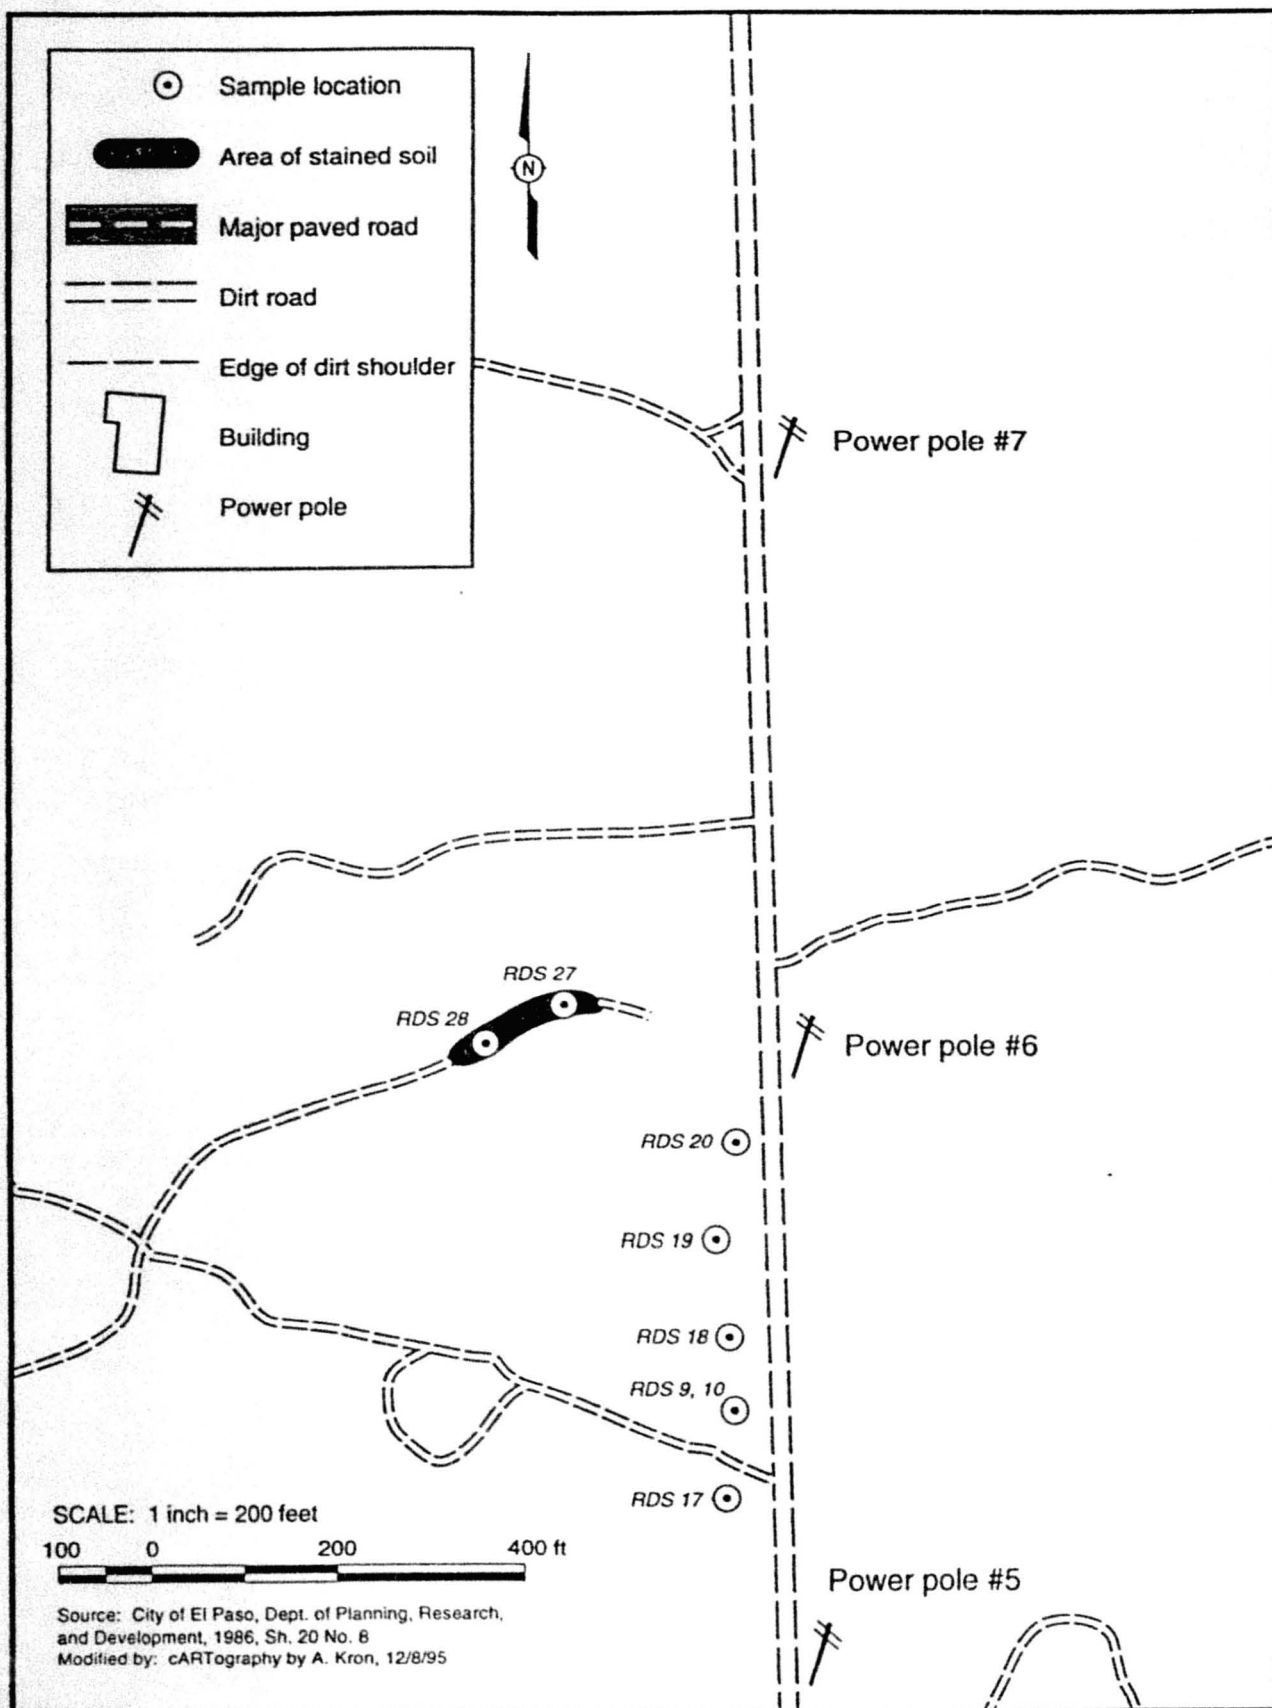 Sample location
Area of stained soil
Major paved road
Dirt road
Edge of dirt shoulder
Building
Power pole
N
Power pole #7
RDS 27
RDS 28
Power pole #6
RDS 20
RDS 19
RDS 18
RDS 9, 10
RDS 17
SCALE: 1 inch = 200 feet
100 0 200 400 ft
Power pole #5
Source: City of El Paso, Dept. of Planning, Research,
and Development, 1986, Sh. 20 No. 8
Modified by: cARTography by A. Kron, 12/8/95